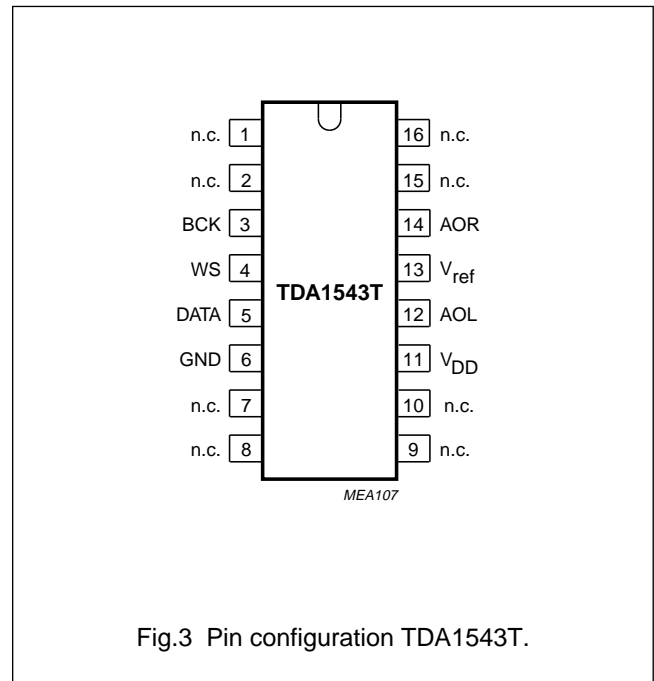 n.c. 1 16 n.c.
n.c. 2 15 n.c.
BCK 3 14 AOR
WS 4 13 Vref
TDA1543T
DATA 5 12 AOL
GND 6 11 VDD
n.c. 7 10 n.c.
n.c. 8 9 n.c.
MEA107
Fig.3 Pin configuration TDA1543T.